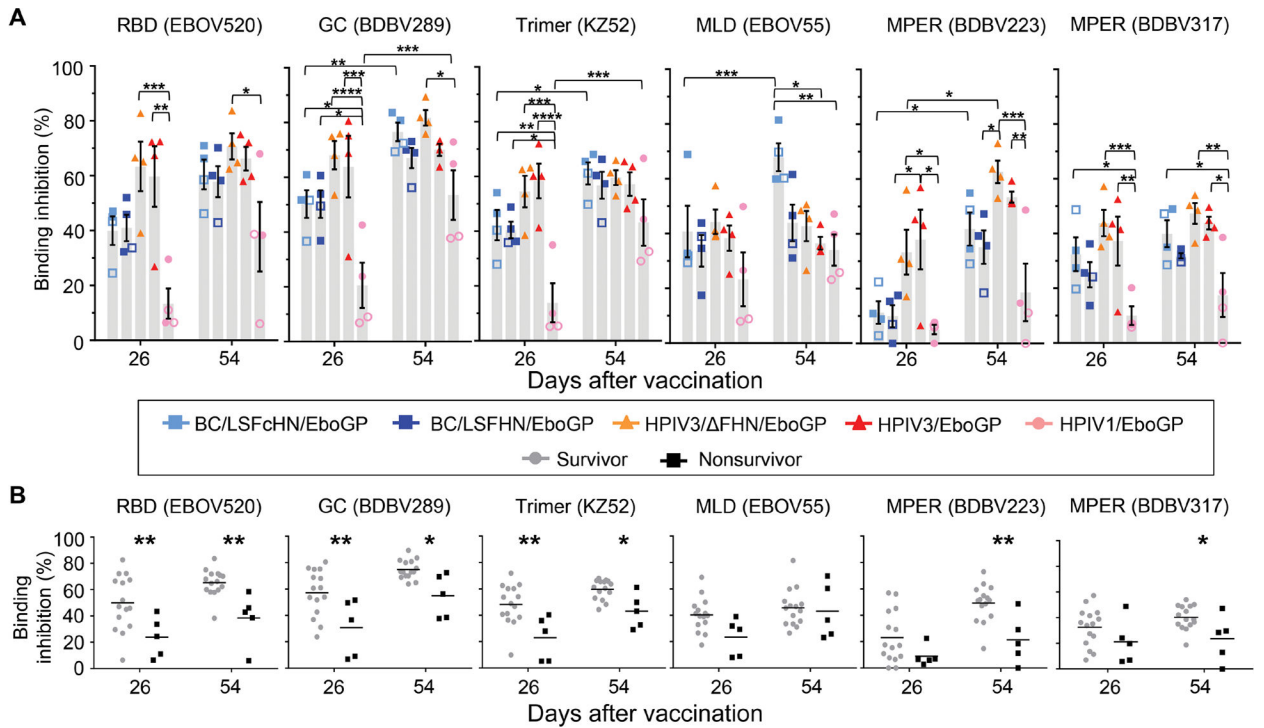 A
RBD (EBOV520) GC (BDBV289) Trimer (KZ52) MLD (EBOV55) MPER (BDBV223) MPER (BDBV317)
*** ** *
** *** **** * * *** *
* *** **** ** * ***
*** * **
* * * * * *** * **
*** * ** ** * *
Binding inhibition (%)
100
80
60
40
20
0
26 54 26 54 26 54 26 54 26 54 26 54
Days after vaccination
BC/LSFcHN/EboGP BC/LSFHN/EboGP HPIV3/ΔFHN/EboGP HPIV3/EboGP HPIV1/EboGP
Survivor Nonsurvivor
B
RBD (EBOV520) GC (BDBV289) Trimer (KZ52) MLD (EBOV55) MPER (BDBV223) MPER (BDBV317)
** ** ** * ** * ** *
Binding
inhibition (%)
100
80
60
40
20
0
26 54 26 54 26 54 26 54 26 54 26 54
Days after vaccination